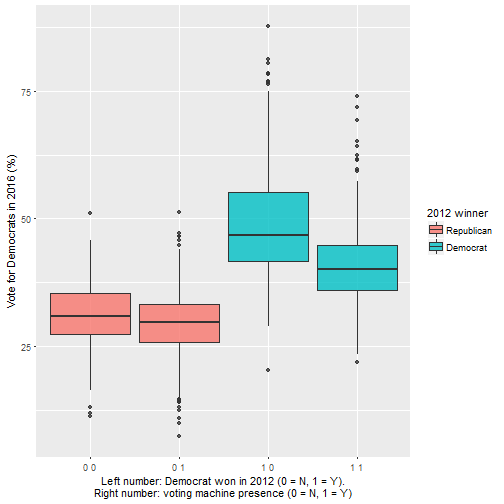 Vote for Democrats in 2016 (%)
75
50
25
0 0
0 1
1 0
1 1
Left number: Democrat won in 2012 (0 = N, 1 = Y).
Right number: voting machine presence (0 = N, 1 = Y)
2012 winner
Republican
Democrat